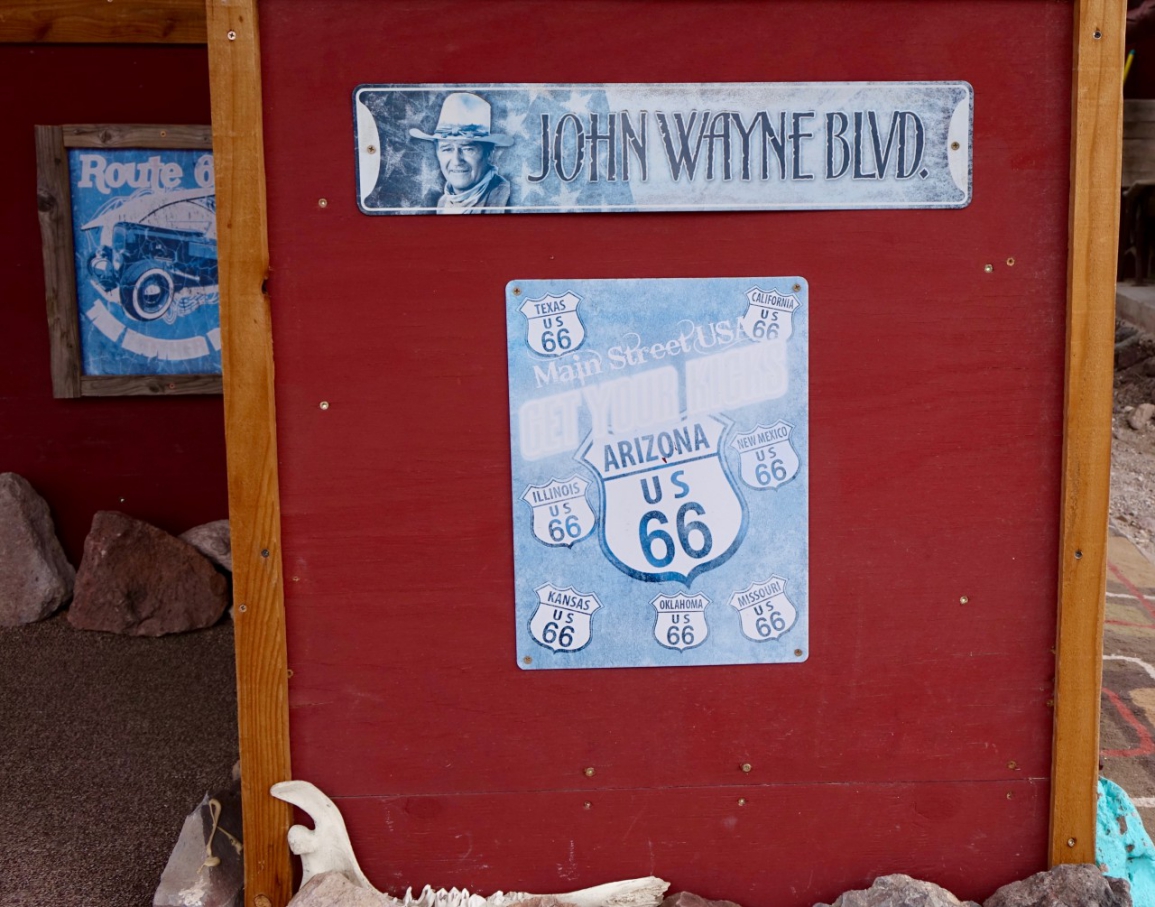 JOHN WAYNE BLVD.
Route 6
TEXAS
US
66
CALIFORNIA
US
66
Main Street USA
GET YOUR KICKS
ARIZONA
US
66
NEW MEXICO
US
66
ILLINOIS
US
66
KANSAS
US
66
OKLAHOMA
US
66
MISSOURI
US
66